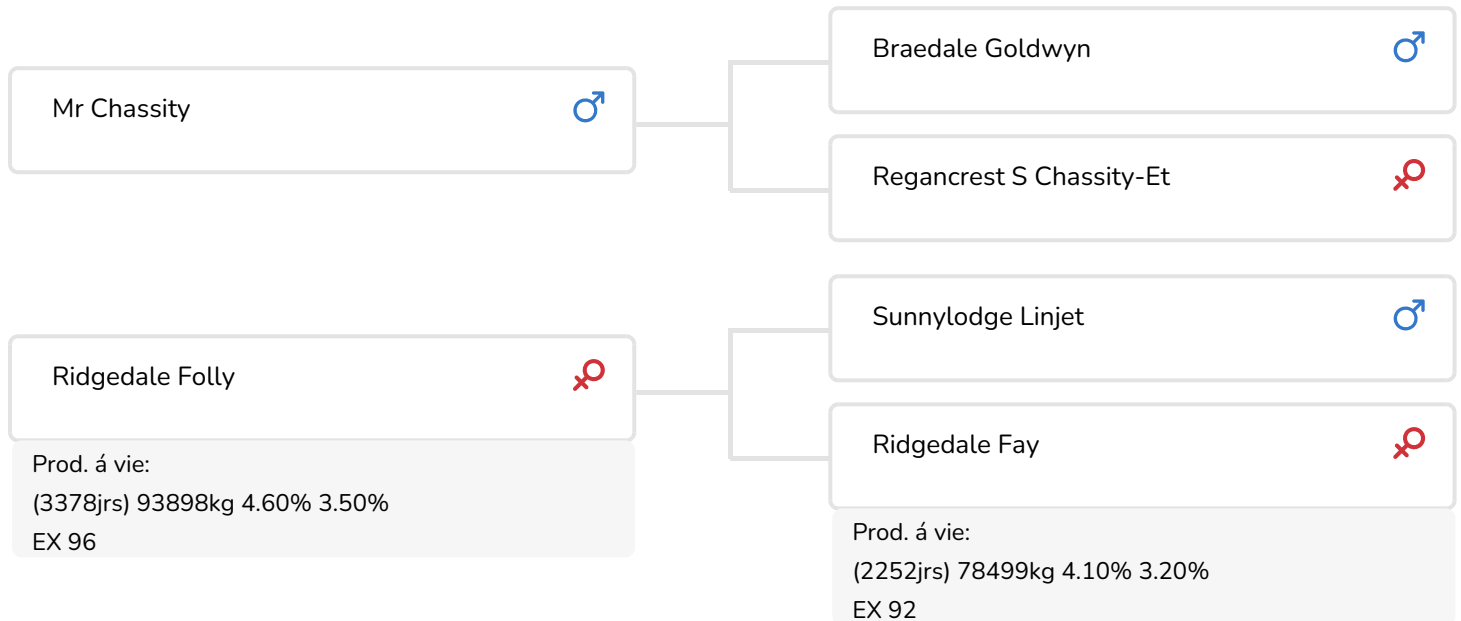 Mr Chassity
Braedale Goldwyn
Regancrest S Chassity-Et
Ridgedale Folly
Prod. á vie:
(3378jrs) 93898kg 4.60% 3.50%
EX 96
Sunnylodge Linjet
Ridgedale Fay
Prod. á vie:
(2252jrs) 78499kg 4.10% 3.20%
EX 92